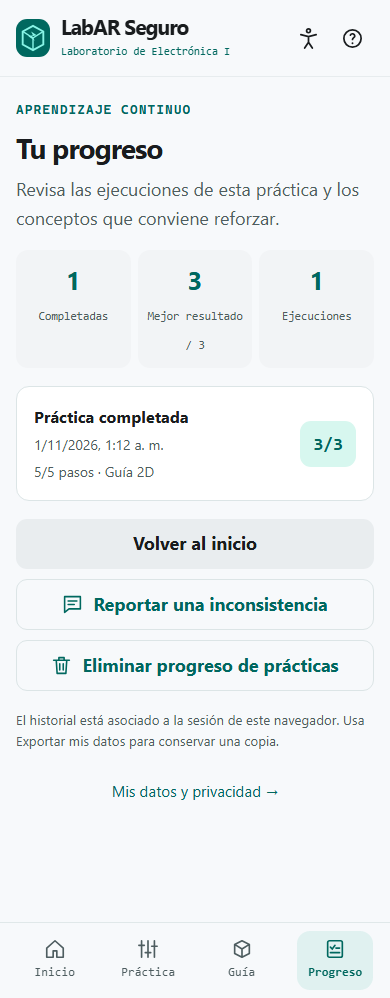 LabAR Seguro
Laboratorio de Electrónica I
APRENDIZAJE CONTINUO
Tu progreso
Revisa las ejecuciones de esta práctica y los
conceptos que conviene reforzar.
1
Completadas
3
Mejor resultado
/ 3
1
Ejecuciones
Práctica completada
1/11/2026, 1:12 a. m.
5/5 pasos · Guía 2D
3/3
Volver al inicio
Reportar una inconsistencia
Eliminar progreso de prácticas
El historial está asociado a la sesión de este navegador. Usa
Exportar mis datos para conservar una copia.
Mis datos y privacidad →
Inicio
Práctica
Guía
Progreso